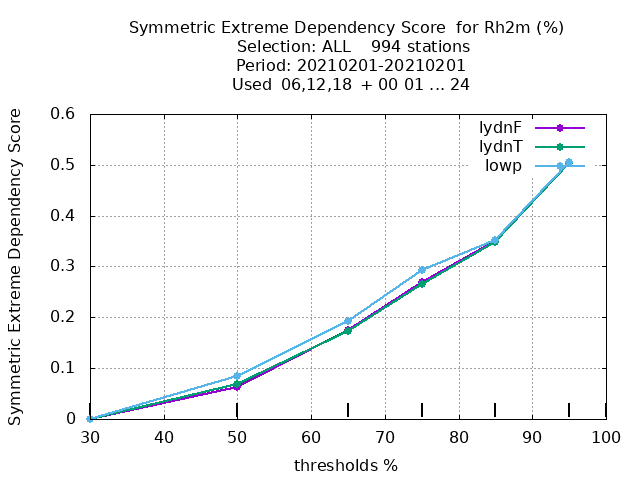 Symmetric Extreme Dependency Score  for Rh2m (%)
Selection: ALL    994 stations
Period: 20210201-20210201
Used  06,12,18  + 00 01 ... 24
Symmetric Extreme Dependency Score
0.6
0.5
0.4
0.3
0.2
0.1
0
lydnF
lydnT
lowp
30 40 50 60 70 80 90 100
thresholds %